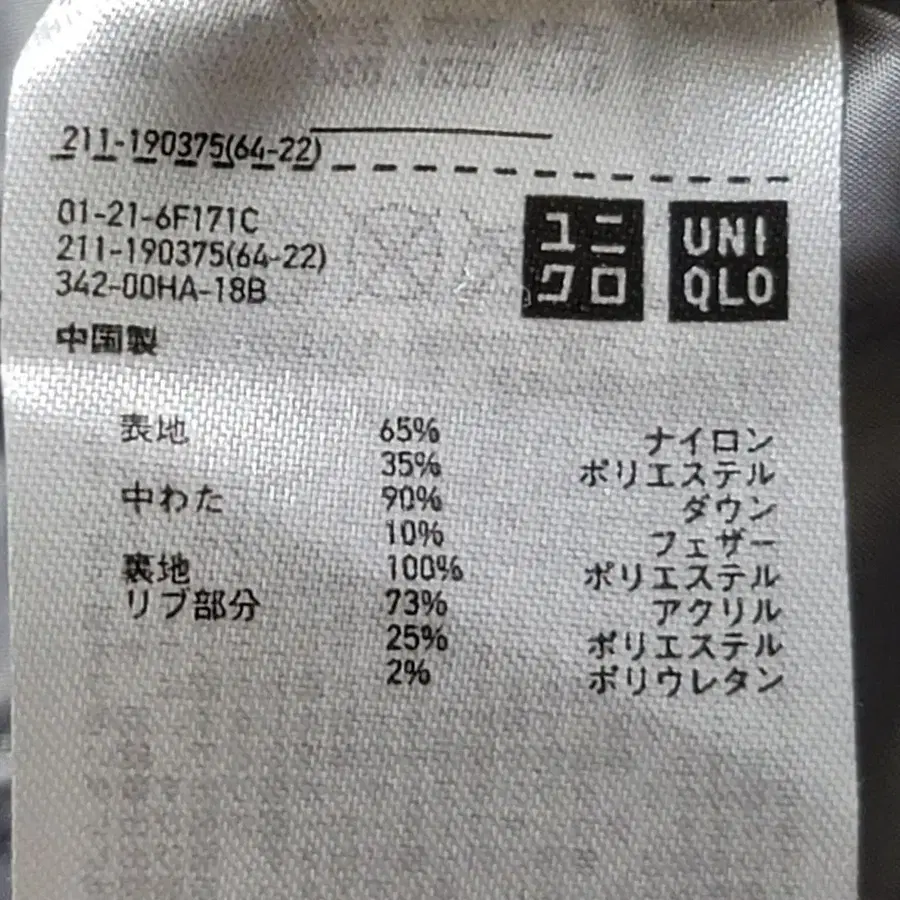 211-190375(64-22)
01-21-6F171C
211-190375(64-22)
342-00HA-18B
中国製
ユニ
クロ
UNI
QLO
表地 65% ナイロン
35% ポリエステル
中わた 90% ダウン
10% フェザー
裏地 100% ポリエステル
リブ部分 73% アクリル
25% ポリエステル
2% ポリウレタン